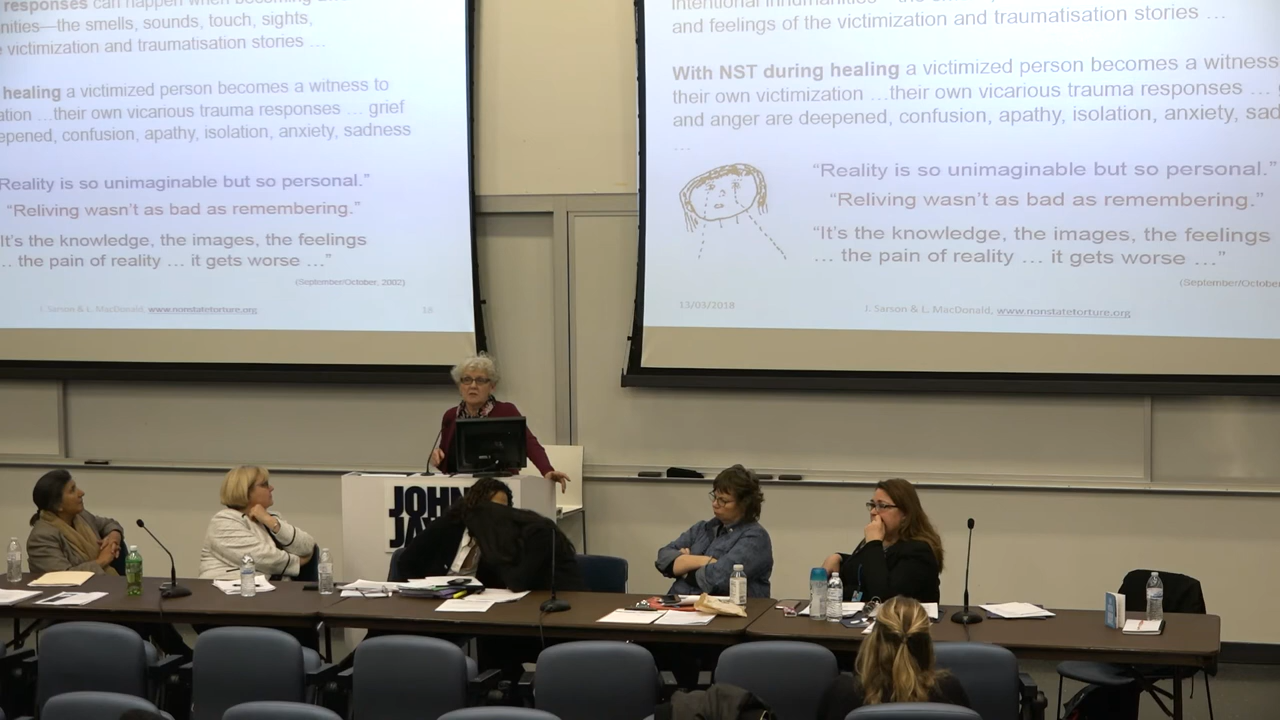 responses can happen when becoming
nities—the smells, sounds, touch, sights,
victimization and traumatisation stories …
healing a victimized person becomes a witness to
ation …their own vicarious trauma responses … grief
epened, confusion, apathy, isolation, anxiety, sadness
Reality is so unimaginable but so personal.”
“Reliving wasn’t as bad as remembering.”
It’s the knowledge, the images, the feelings
.. the pain of reality … it gets worse …”
(September/October, 2002)
J. Sarson & L. MacDonald, www.nonstatetorture.org
18
intentional inhumanities—the
and feelings of the victimization and traumatisation stories …
With NST during healing a victimized person becomes a witness
their own victimization …their own vicarious trauma responses …
and anger are deepened, confusion, apathy, isolation, anxiety, sad
…
“Reality is so unimaginable but so personal.”
“Reliving wasn’t as bad as remembering.”
“It’s the knowledge, the images, the feelings
… the pain of reality … it gets worse …”
(September/October
13/03/2018
J. Sarson & L. MacDonald, www.nonstatetorture.org
JOHN
JA